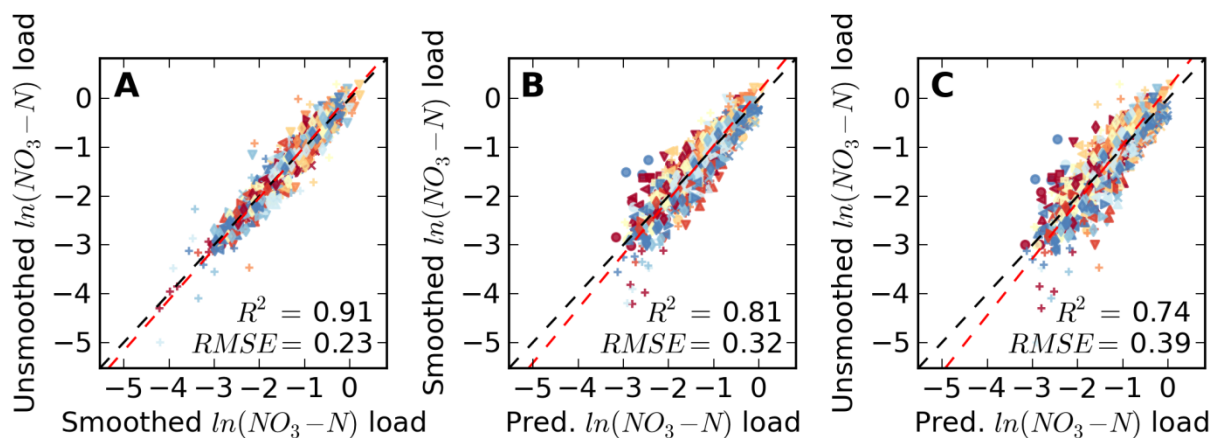 Unsmoothed ln(NO₃−N) load
A
0
−1
−2
−3
−4
−5
R² = 0.91
RMSE = 0.23
−5 −4 −3 −2 −1 0
Smoothed ln(NO₃−N) load
Smoothed ln(NO₃−N) load
B
0
−1
−2
−3
−4
−5
R² = 0.81
RMSE = 0.32
−5 −4 −3 −2 −1 0
Pred. ln(NO₃−N) load
Unsmoothed ln(NO₃−N) load
C
0
−1
−2
−3
−4
−5
R² = 0.74
RMSE = 0.39
−5 −4 −3 −2 −1 0
Pred. ln(NO₃−N) load